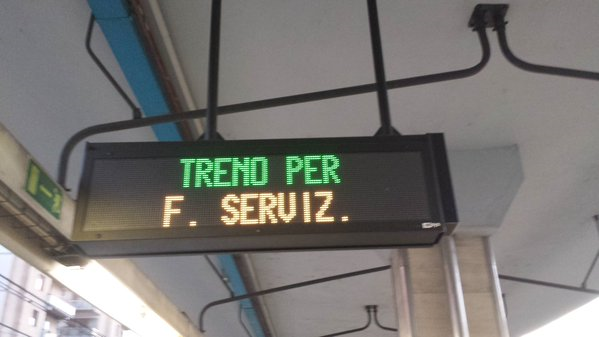 TRENO PER
F. SERVIZ.